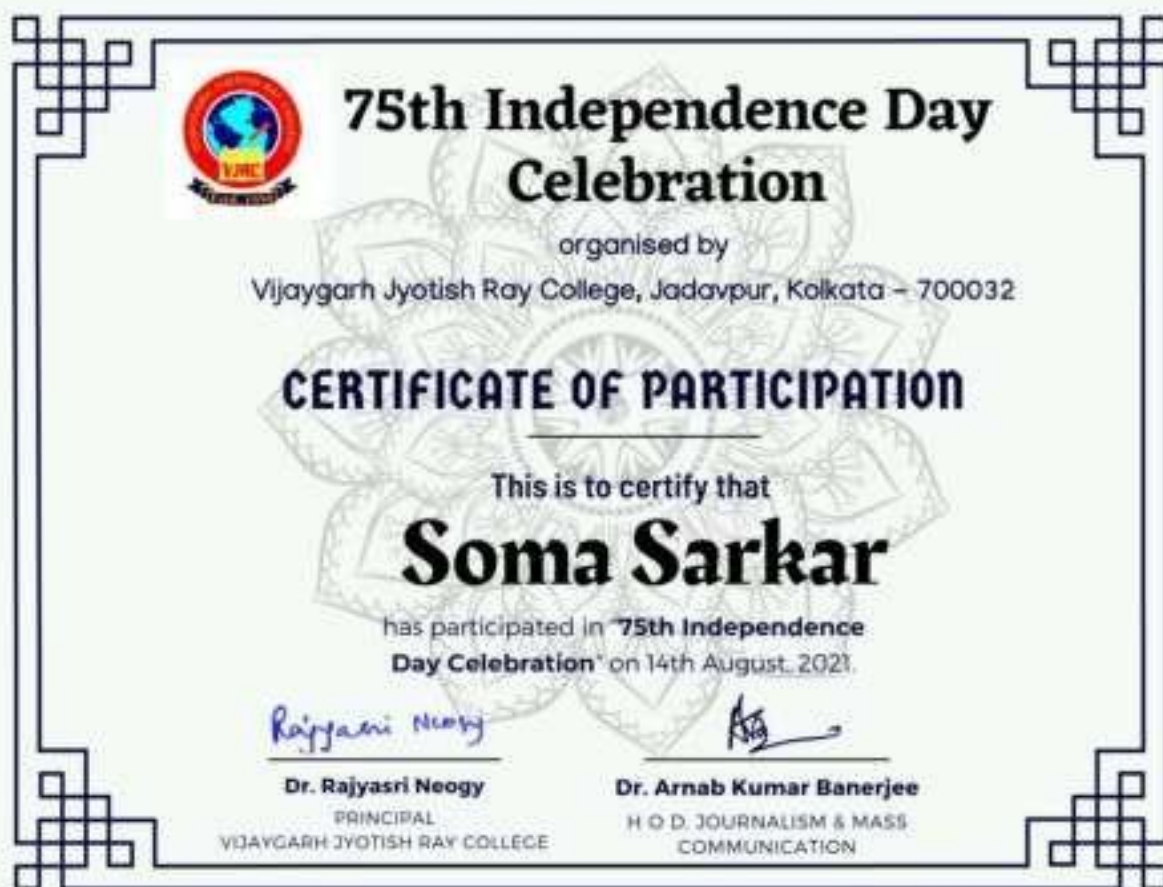 VJRC
75th Independence Day
Celebration
organised by
Vijaygarh Jyotish Ray College, Jadavpur, Kolkata – 700032
CERTIFICATE OF PARTICIPATION
This is to certify that
Soma Sarkar
has participated in "75th Independence
Day Celebration" on 14th August, 2021.
Rajyasri Neogy
Dr. Rajyasri Neogy
PRINCIPAL
VIJAYGARH JYOTISH RAY COLLEGE
Dr. Arnab Kumar Banerjee
H O D, JOURNALISM & MASS
COMMUNICATION